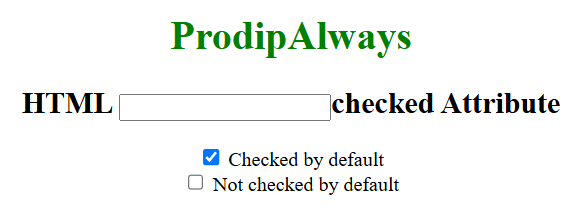 ProdipAlways
HTML checked Attribute
Checked by default
Not checked by default